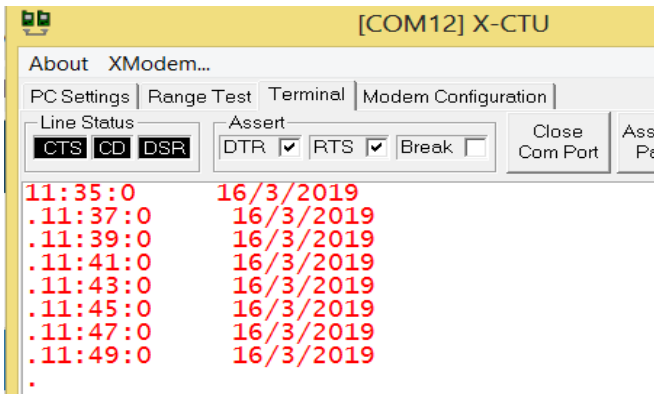 [COM12] X-CTU
About XModem...
PC Settings Range Test Terminal Modem Configuration
Line Status
CTS CD DSR
Assert
DTR RTS Break
Close
Com Port
11:35:0 16/3/2019
.11:37:0 16/3/2019
.11:39:0 16/3/2019
.11:41:0 16/3/2019
.11:43:0 16/3/2019
.11:45:0 16/3/2019
.11:47:0 16/3/2019
.11:49:0 16/3/2019
.